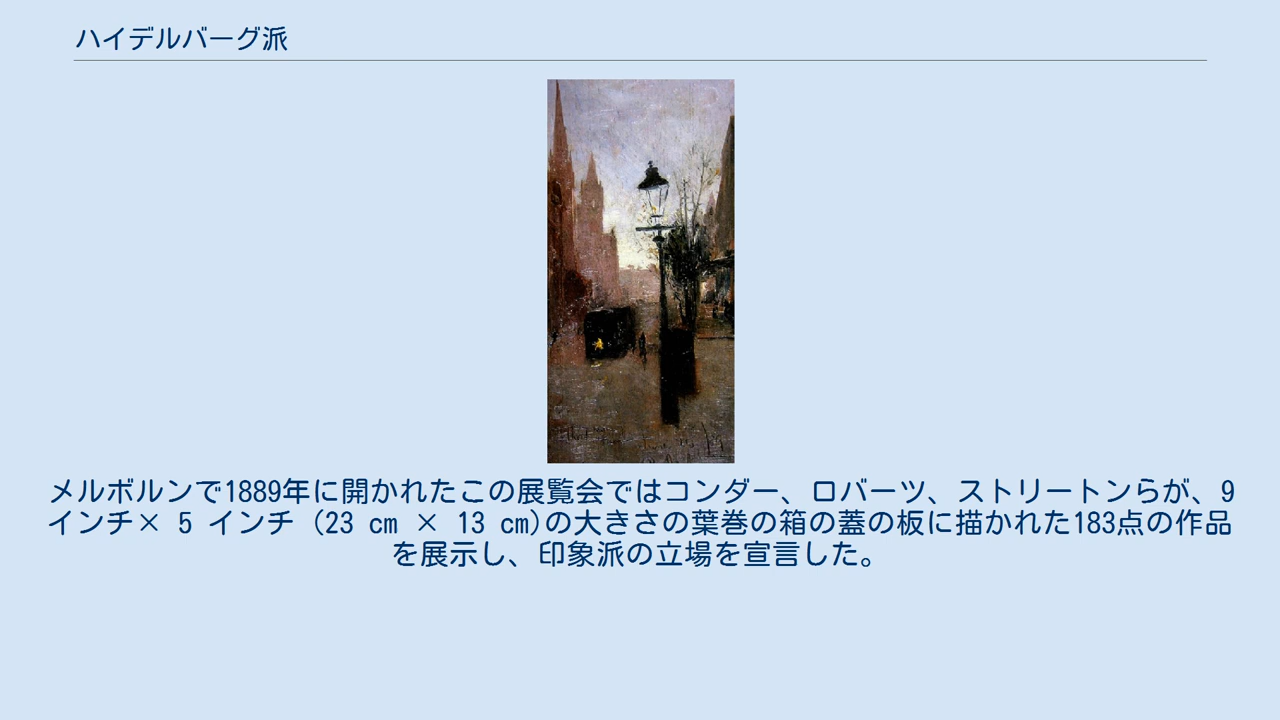 ハイデルバーグ派
メルボルンで1889年に開かれたこの展覧会ではコンダー、ロバーツ、ストリートンらが、9
インチ× 5 インチ (23 cm × 13 cm)の大きさの葉巻の箱の蓋の板に描かれた183点の作品
を展示し、印象派の立場を宣言した。